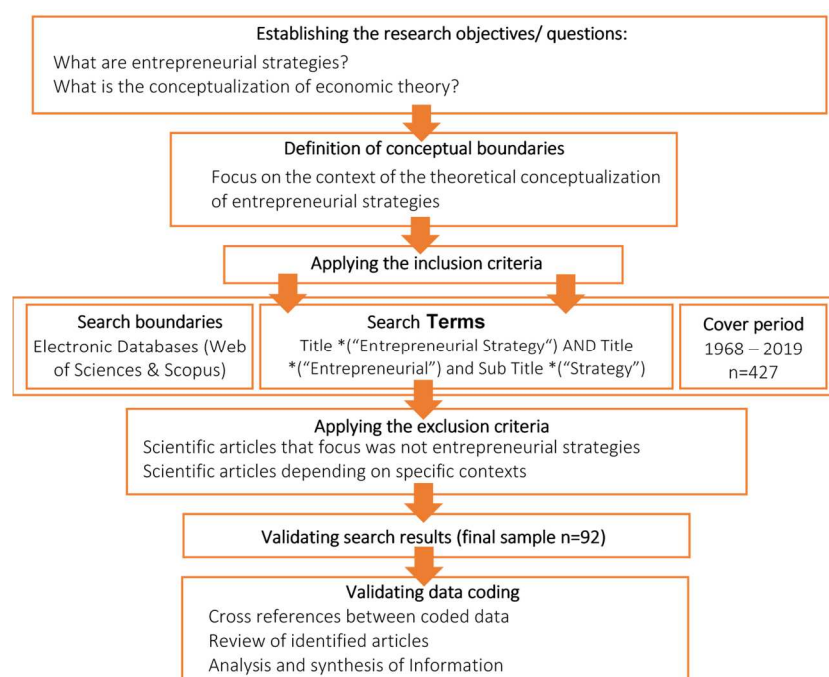 Establishing the research objectives/ questions:
What are entrepreneurial strategies?
What is the conceptualization of economic theory?
Definition of conceptual boundaries
Focus on the context of the theoretical conceptualization
of entrepreneurial strategies
Applying the inclusion criteria
Search boundaries
Electronic Databases (Web
of Sciences & Scopus)
Search Terms
Title *("Entrepreneurial Strategy“) AND Title
*(“Entrepreneurial”) and Sub Title *(“Strategy”)
Cover period
1968 – 2019
n=427
Applying the exclusion criteria
Scientific articles that focus was not entrepreneurial strategies
Scientific articles depending on specific contexts
Validating search results (final sample n=92)
Validating data coding
Cross references between coded data
Review of identified articles
Analysis and synthesis of Information